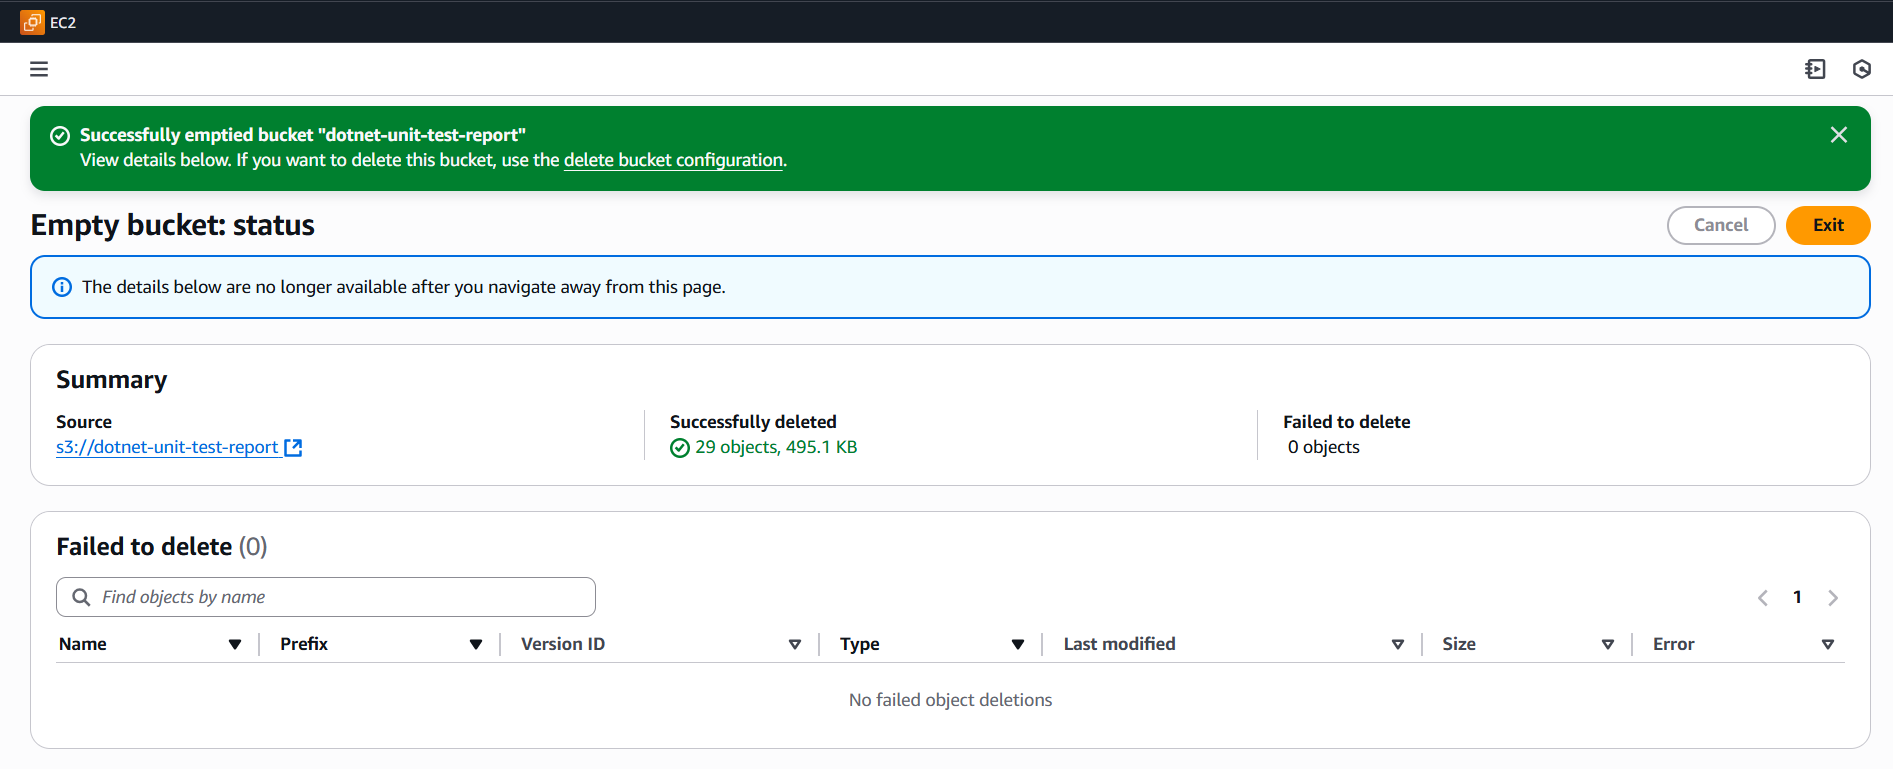 EC2
Successfully emptied bucket "dotnet-unit-test-report"
View details below. If you want to delete this bucket, use the delete bucket configuration.
Empty bucket: status
Cancel
Exit
The details below are no longer available after you navigate away from this page.
Summary
Source
s3://dotnet-unit-test-report
Successfully deleted
29 objects, 495.1 KB
Failed to delete
0 objects
Failed to delete (0)
Find objects by name
1
Name
Prefix
Version ID
Type
Last modified
Size
Error
No failed object deletions